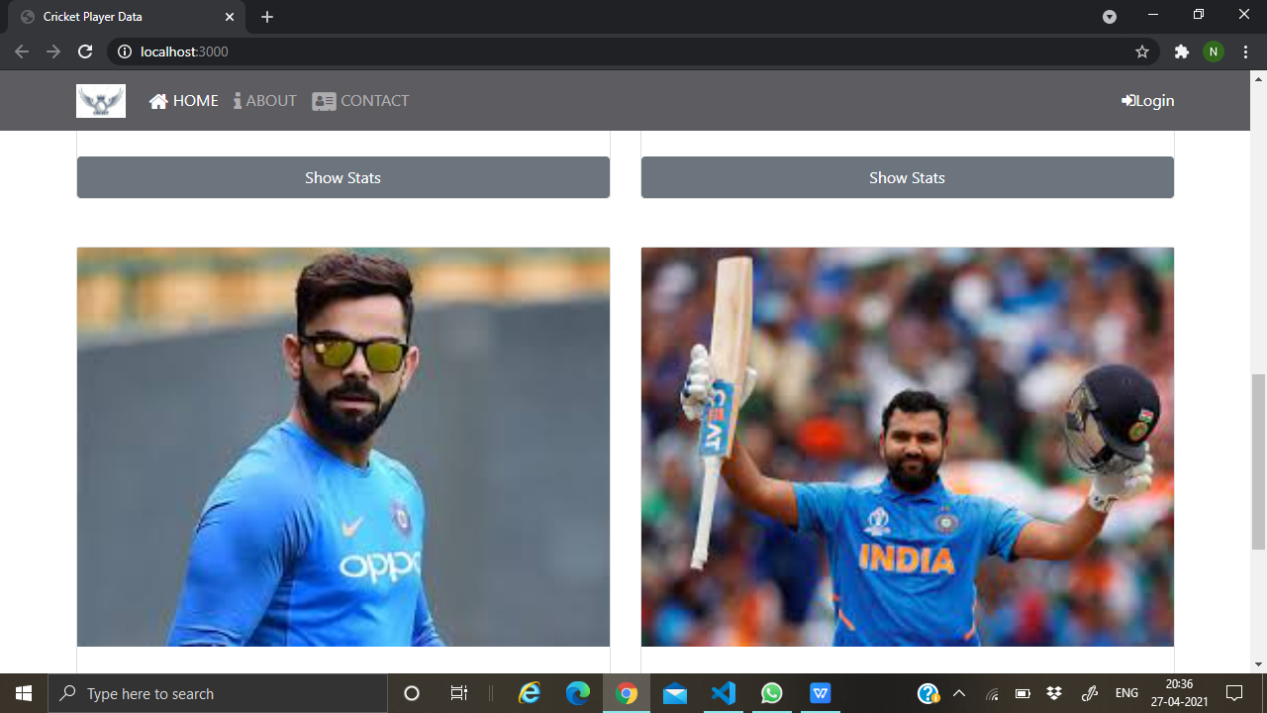 Cricket Player Data
localhost:3000
N
HOME
ABOUT
CONTACT
Login
Show Stats
Show Stats
oppo
CEAT
INDIA
Type here to search
ENG
20:36
27-04-2021